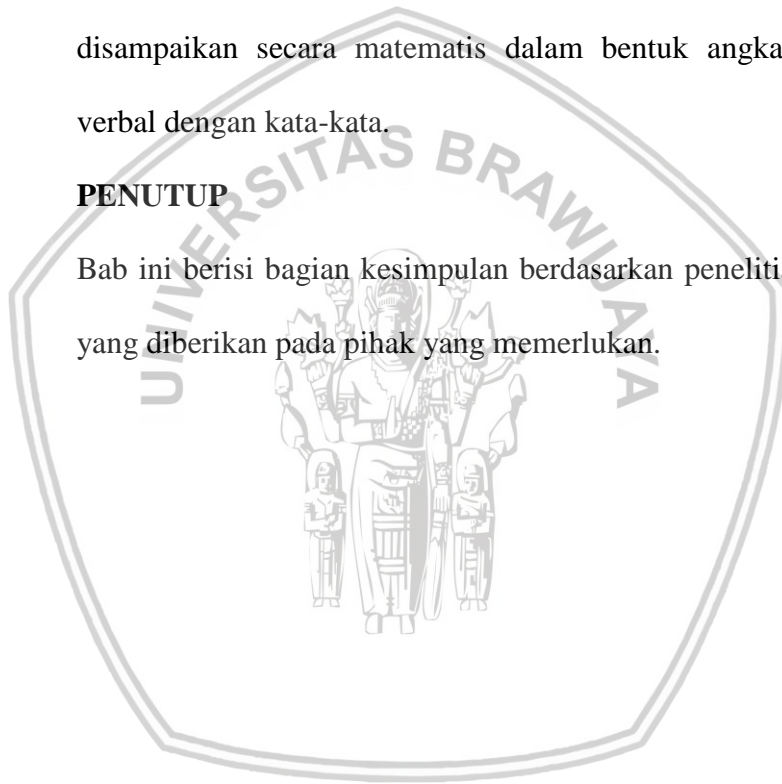 disampaikan secara matematis dalam bentuk angka
verbal dengan kata-kata.
UNIVERSITAS BRAWIJAYA
PENUTUP
Bab ini berisi bagian kesimpulan berdasarkan peneliti
yang diberikan pada pihak yang memerlukan.